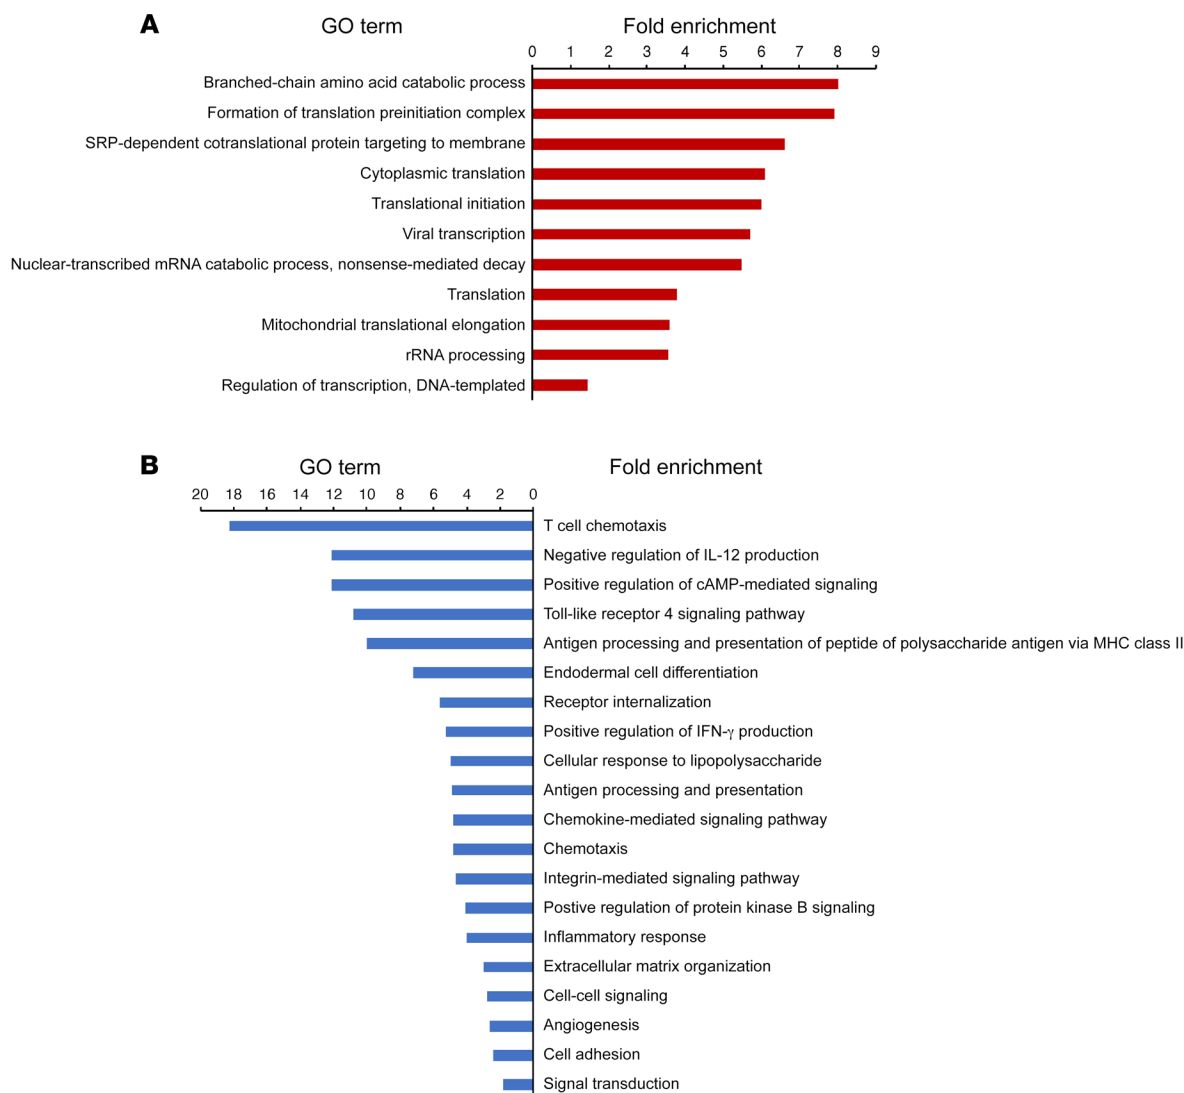 A GO term Fold enrichment
0 1 2 3 4 5 6 7 8 9
Branched-chain amino acid catabolic process
Formation of translation preinitiation complex
SRP-dependent cotranslational protein targeting to membrane
Cytoplasmic translation
Translational initiation
Viral transcription
Nuclear-transcribed mRNA catabolic process, nonsense-mediated decay
Translation
Mitochondrial translational elongation
rRNA processing
Regulation of transcription, DNA-templated
B GO term Fold enrichment
20 18 16 14 12 10 8 6 4 2 0
T cell chemotaxis
Negative regulation of IL-12 production
Positive regulation of cAMP-mediated signaling
Toll-like receptor 4 signaling pathway
Antigen processing and presentation of peptide of polysaccharide antigen via MHC class II
Endodermal cell differentiation
Receptor internalization
Positive regulation of IFN-γ production
Cellular response to lipopolysaccharide
Antigen processing and presentation
Chemokine-mediated signaling pathway
Chemotaxis
Integrin-mediated signaling pathway
Postive regulation of protein kinase B signaling
Inflammatory response
Extracellular matrix organization
Cell-cell signaling
Angiogenesis
Cell adhesion
Signal transduction